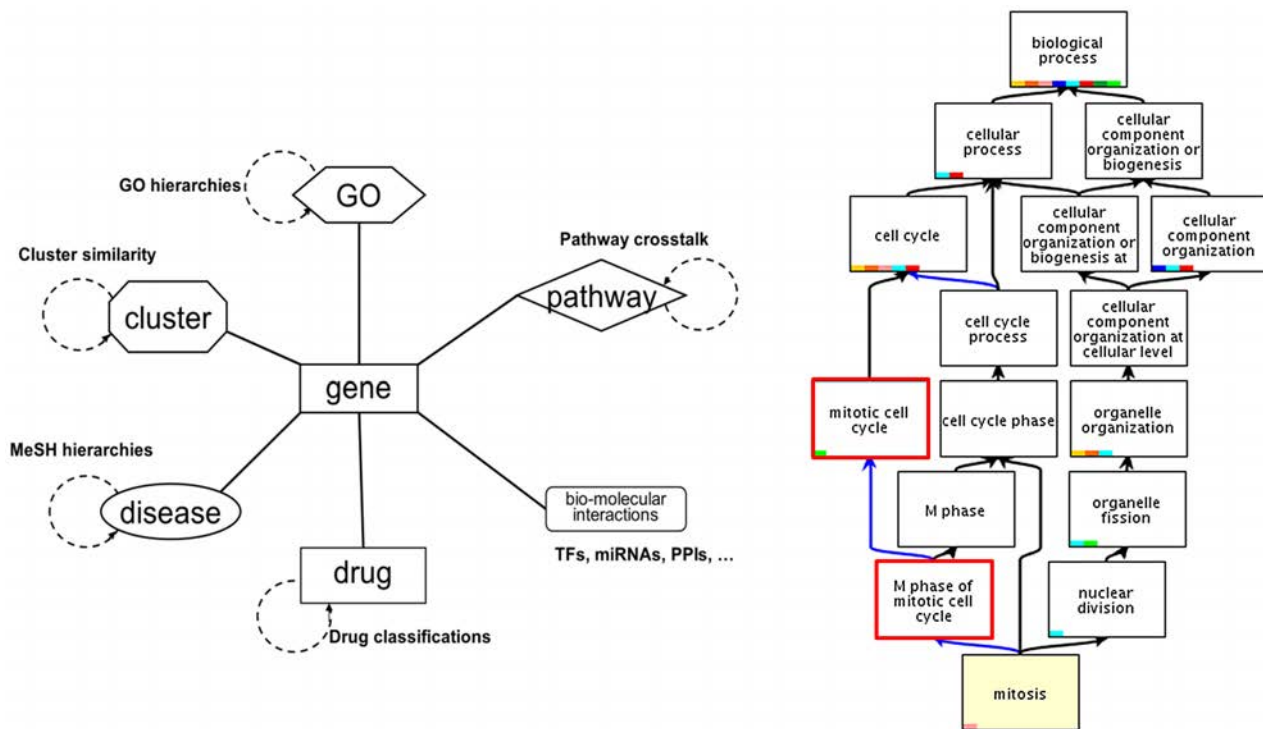 GO hierarchies
GO
Cluster similarity
cluster
Pathway crosstalk
pathway
gene
MeSH hierarchies
disease
bio-molecular
interactions
TFs, miRNAs, PPIs, ...
drug
Drug classifications
biological
process
cellular
process
cellular
component
organization or
biogenesis
cell cycle
cellular
component
organization or
biogenesis at
cellular
component
organization
cell cycle
process
cellular
component
organization at
cellular level
mitotic cell
cycle
cell cycle phase
organelle
organization
M phase
organelle
fission
M phase of
mitotic cell
cycle
nuclear
division
mitosis